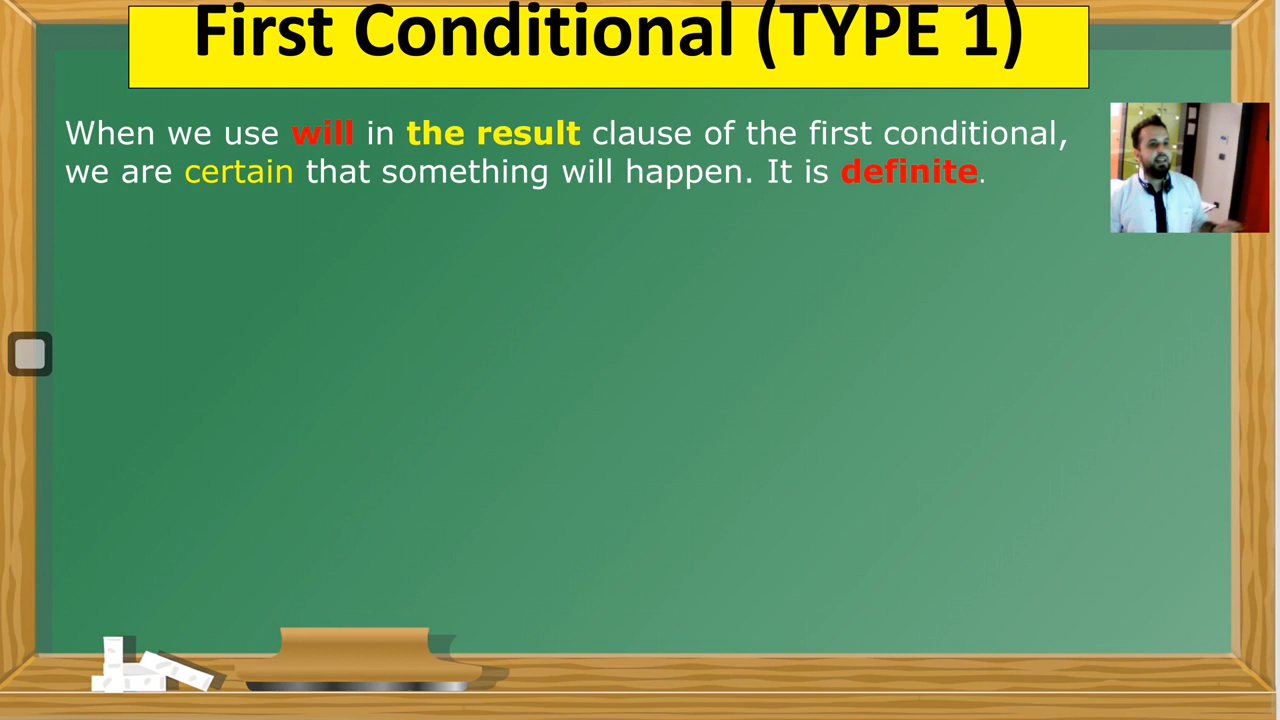 First Conditional (TYPE 1)
When we use will in the result clause of the first conditional,
we are certain that something will happen. It is definite.